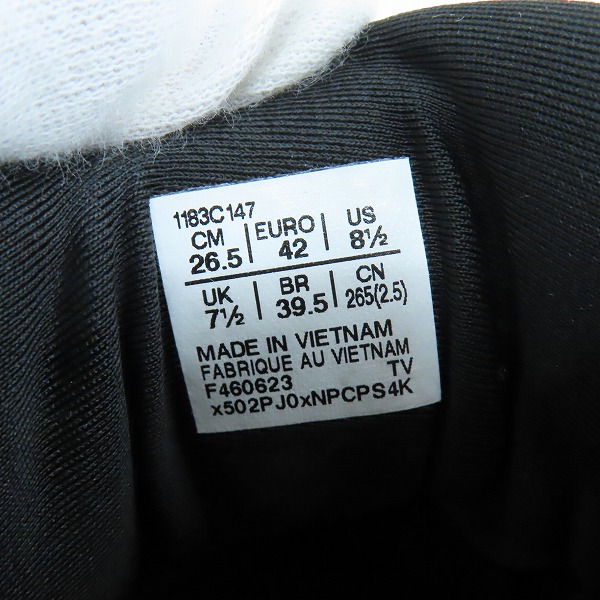 1183C147
CM | EURO | US
26.5 | 42 | 8½
UK | BR | CN
7½ | 39.5 | 265(2.5)
MADE IN VIETNAM
FABRIQUE AU VIETNAM
F460623 TV
x502PJ0xNPCPS4K